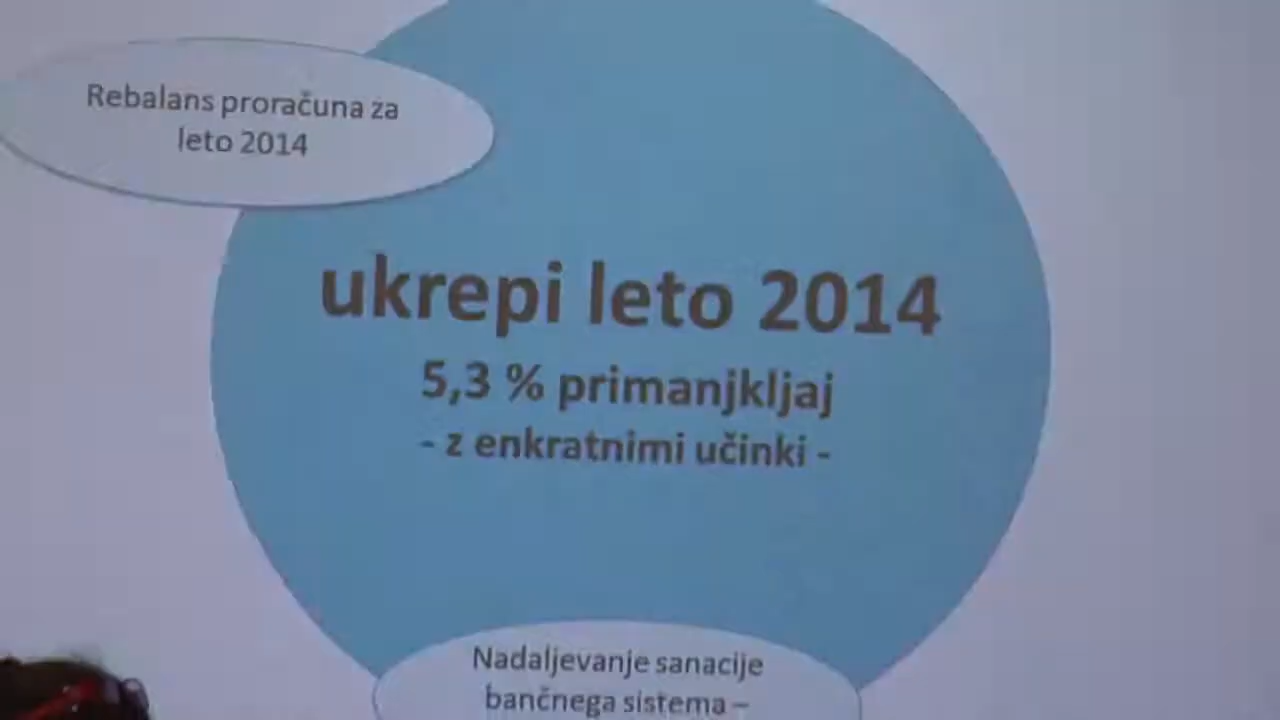 Rebalans proračuna za
leto 2014
ukrepi leto 2014
5,3 % primanjkljaj
- z enkratnimi učinki -
Nadaljevanje sanacije
bančnega sistema –